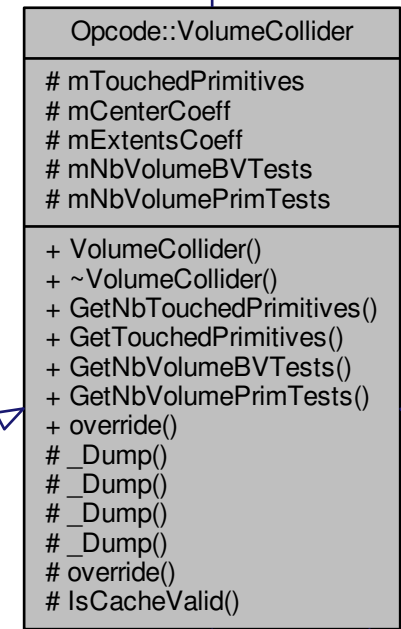 Opcode::VolumeCollider
# mTouchedPrimitives
# mCenterCoeff
# mExtentsCoeff
# mNbVolumeBVTests
# mNbVolumePrimTests
+ VolumeCollider()
+ ~VolumeCollider()
+ GetNbTouchedPrimitives()
+ GetTouchedPrimitives()
+ GetNbVolumeBVTests()
+ GetNbVolumePrimTests()
+ override()
# _Dump()
# _Dump()
# _Dump()
# _Dump()
# override()
# IsCacheValid()